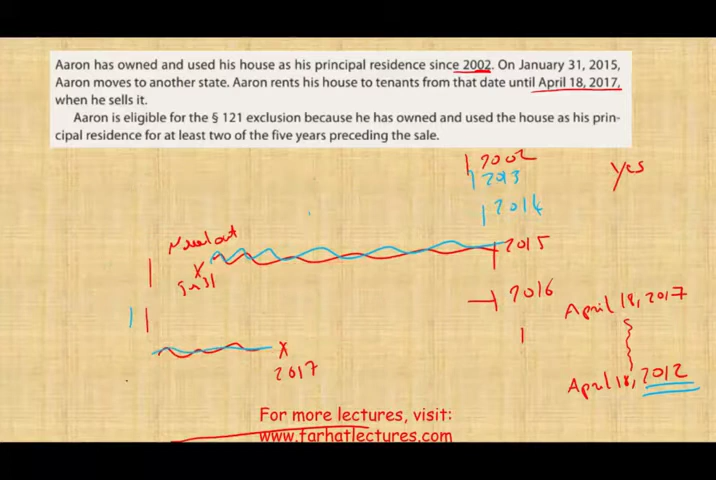 Aaron has owned and used his house as his principal residence since 2002. On January 31, 2015,
Aaron moves to another state. Aaron rents his house to tenants from that date until April 18, 2017,
when he sells it.
Aaron is eligible for the § 121 exclusion because he has owned and used the house as his prin-
cipal residence for at least two of the five years preceding the sale.
2002
Yes
2013
2014
Moved out
2015
Jan 31
2016
April 18, 2017
2017
April 18, 2012
For more lectures, visit:
www.farhatlectures.com